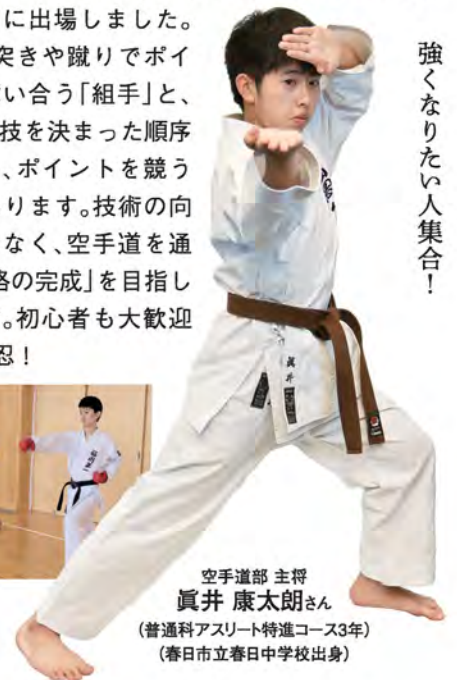 に出場しました。
突きや蹴りでポイ
い合う「組手」と、
技を決まった順序
、ポイントを競う
ります。技術の向
なく、空手道を通
格の完成」を目指し
。初心者も大歓迎
忍！
強くなりたい人集合！
眞井
空手道部 主将
眞井 康太朗さん
(普通科アスリート特進コース3年)
(春日市立春日中学校出身)